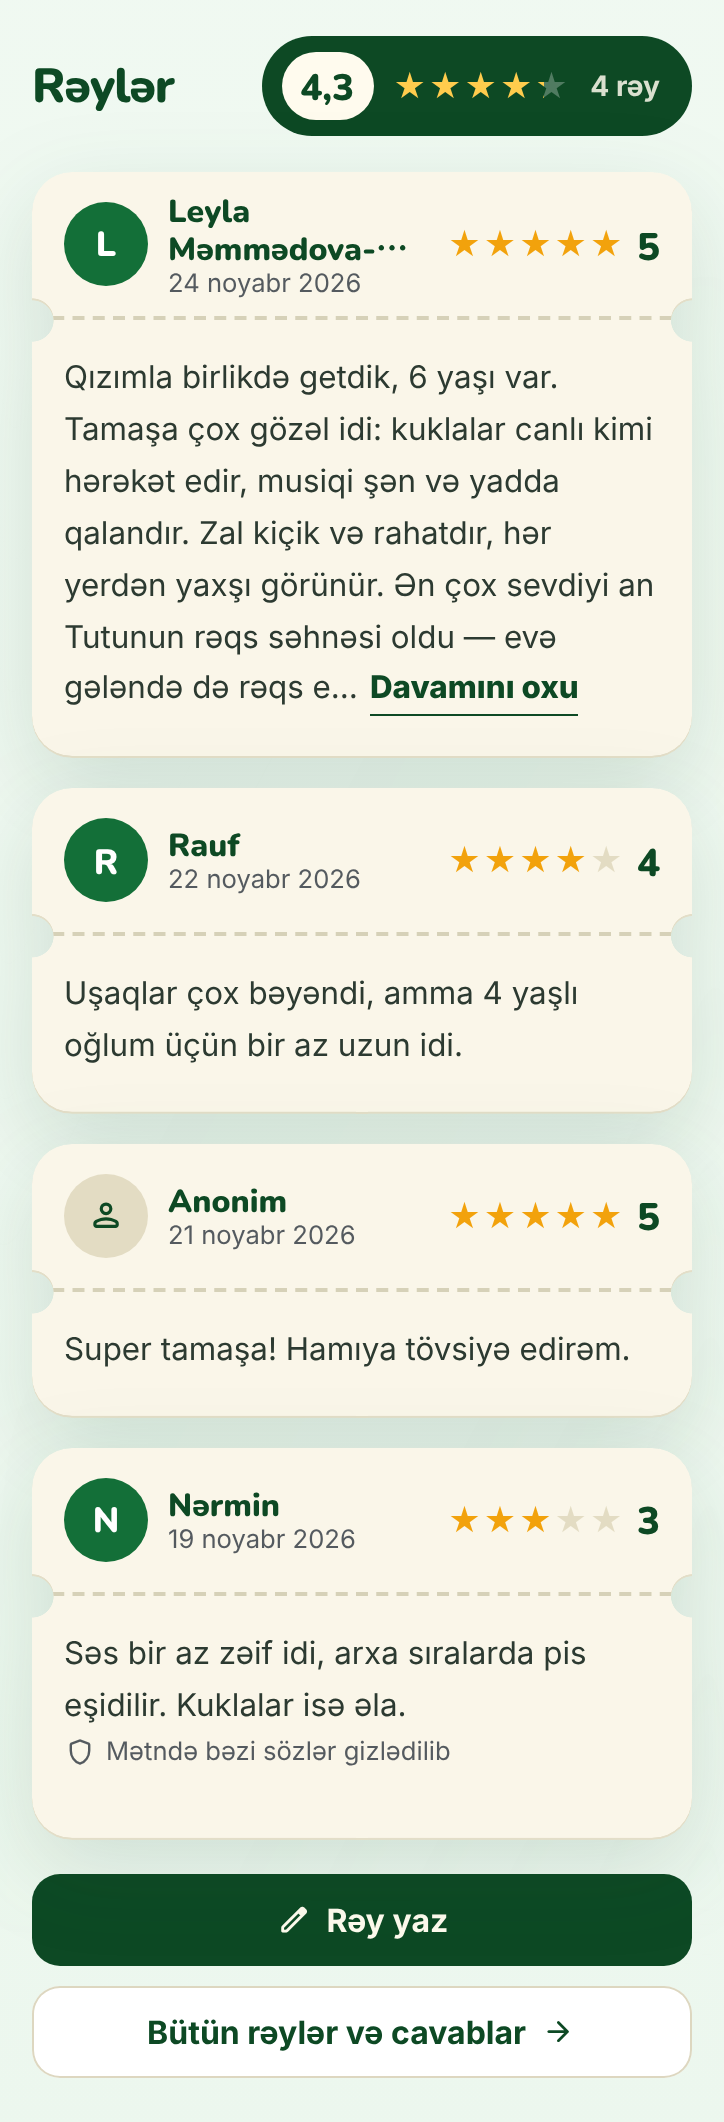 Rəylər
4,3 ★★★★★ 4 rəy
L
Leyla
Məmmədova-…
24 noyabr 2026
★★★★★ 5
Qızımla birlikdə getdik, 6 yaşı var.
Tamaşa çox gözəl idi: kuklalar canlı kimi
hərəkət edir, musiqi şən və yadda
qalandır. Zal kiçik və rahatdır, hər
yerdən yaxşı görünür. Ən çox sevdiyi an
Tutunun rəqs səhnəsi oldu — evə
gələndə də rəqs e... Davamını oxu
R
Rauf
22 noyabr 2026
★★★★★ 4
Uşaqlar çox bəyəndi, amma 4 yaşlı
oğlum üçün bir az uzun idi.
Anonim
21 noyabr 2026
★★★★★ 5
Super tamaşa! Hamıya tövsiyə edirəm.
N
Nərmin
19 noyabr 2026
★★★★★ 3
Səs bir az zəif idi, arxa sıralarda pis
eşidilir. Kuklalar isə əla.
Mətndə bəzi sözlər gizlədilib
Rəy yaz
Bütün rəylər və cavablar →